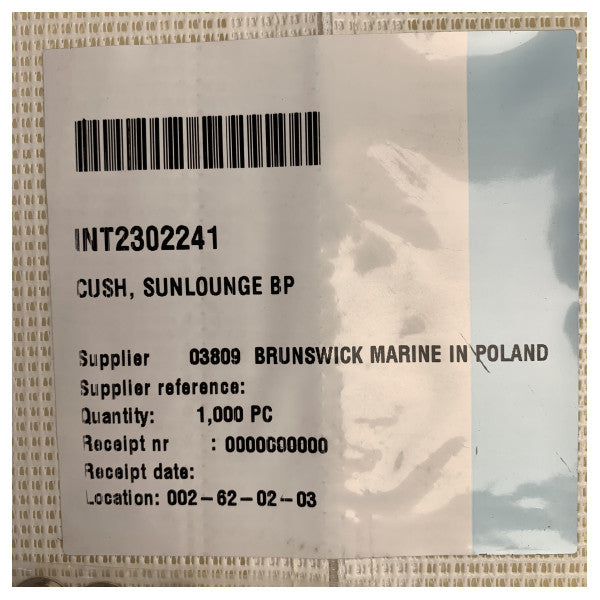 INT2302241
CUSH, SUNLOUNGE BP
Supplier 03809 BRUNSWICK MARINE IN POLAND
Supplier reference:
Quantity: 1,000 PC
Receipt nr : 0000000000
Receipt date:
Location: 002-62-02-03